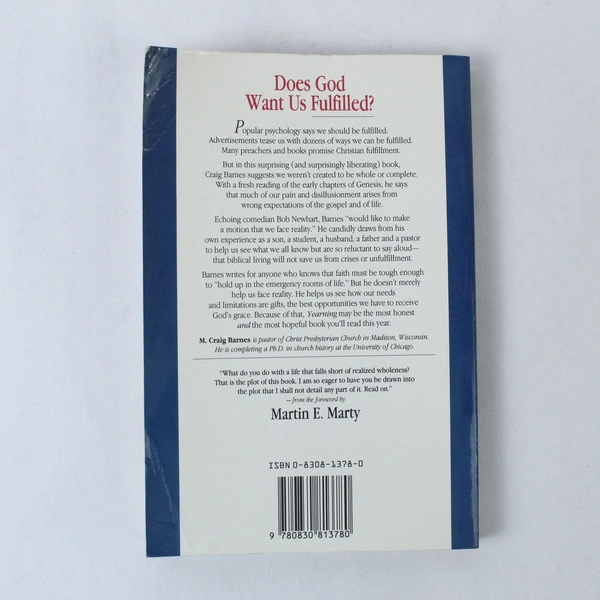 Does God
Want Us Fulfilled?
Popular psychology says we should be fulfilled.
Advertisements tease us with dozens of ways we can be fulfilled.
Many preachers and books promise Christian fulfillment.
But in this surprising (and surprisingly liberating) book,
Craig Barnes suggests we weren't created to be whole or complete.
With a fresh reading of the early chapters of Genesis, he says
that much of our pain and disillusionment arises from
wrong expectations of the gospel and of life.
Echoing comedian Bob Newhart, Barnes "would like to make
a motion that we face reality." He candidly draws from his
own experience as a son, a student, a husband, a father and a pastor
to help us see what we all know but are so reluctant to say aloud—
that biblical living will not save us from crises or unfulfillment.
Barnes writes for anyone who knows that faith must be tough enough
to "hold up in the emergency rooms of life." But he doesn't merely
help us face reality. He helps us see how our needs
and limitations are gifts, the best opportunities we have to receive
God's grace. Because of that, Yearning may be the most honest
and the most hopeful book you'll read this year.
M. Craig Barnes is pastor of Christ Presbyterian Church in Madison, Wisconsin.
He is completing a Ph.D. in church history at the University of Chicago.
"What do you do with a life that falls short of realized wholeness?
That is the plot of this book. I am so eager to have you be drawn into
the plot that I shall not detail any part of it. Read on."
—from the foreword by
Martin E. Marty
ISBN 0-8308-1378-0
9 780830 813780